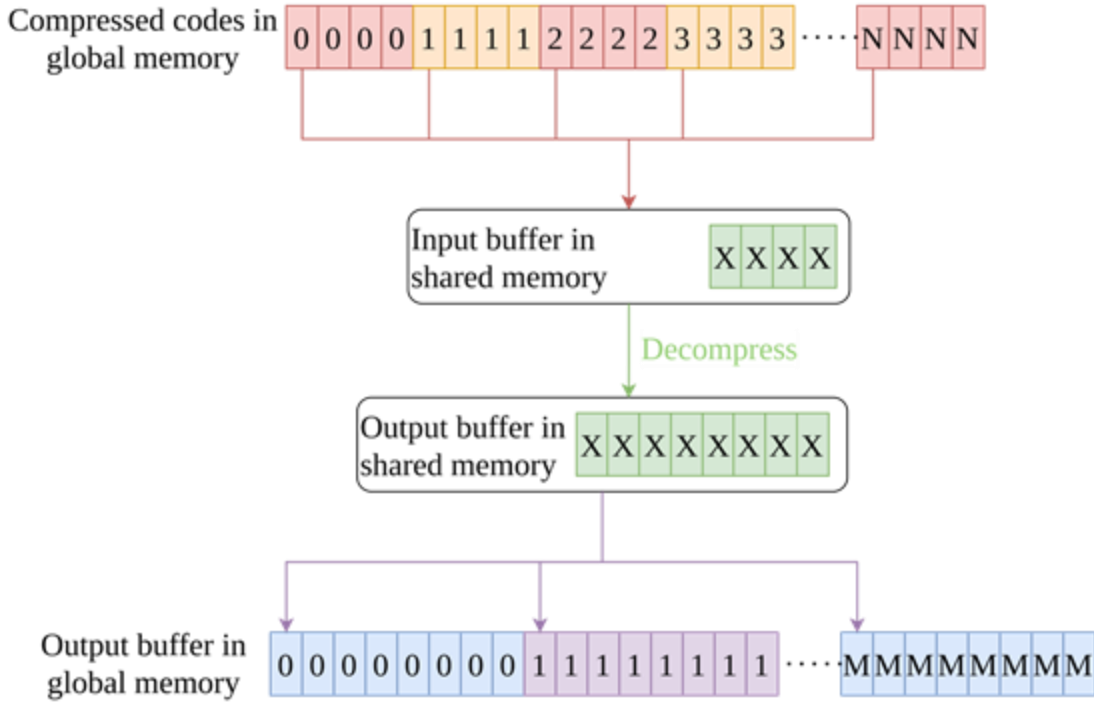 Compressed codes in
global memory
0 0 0 0 1 1 1 1 2 2 2 2 3 3 3 3 ····· N N N N
Input buffer in
shared memory
X X X X
Decompress
Output buffer in
shared memory
X X X X X X X X
Output buffer in
global memory
0 0 0 0 0 0 0 0 1 1 1 1 1 1 1 1 ····· M M M M M M M M